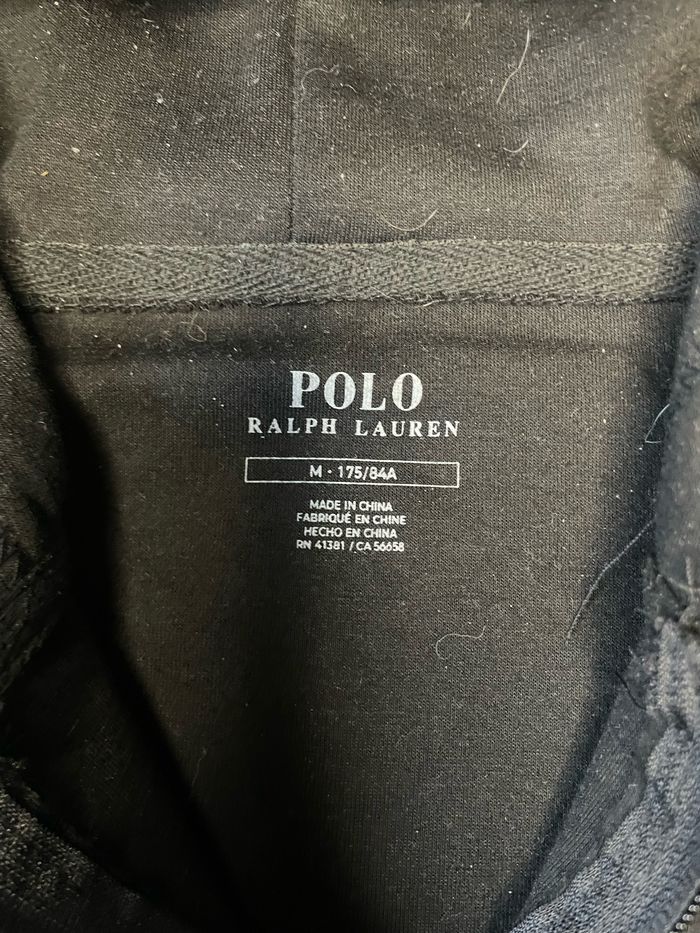 POLO
RALPH LAUREN
M · 175/84A
MADE IN CHINA
FABRIQUÉ EN CHINE
HECHO EN CHINA
RN 41381 / CA 56658